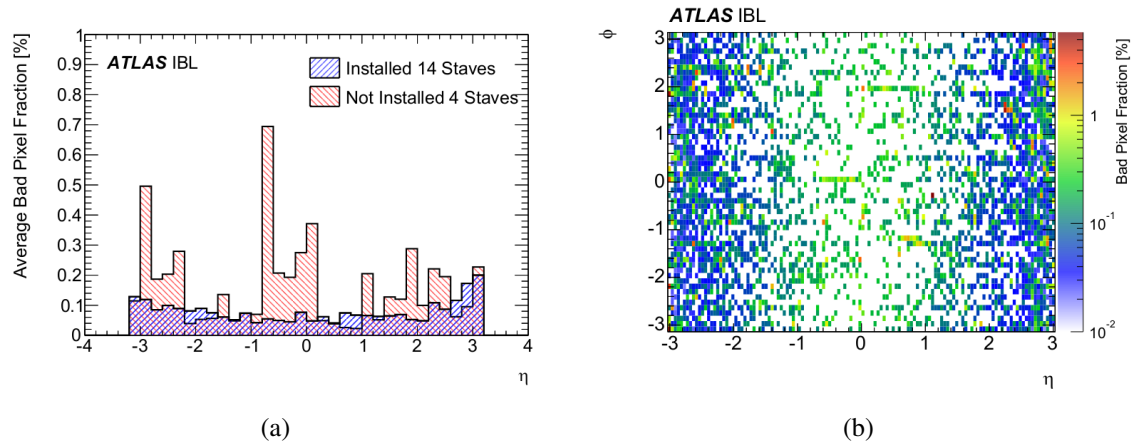 ATLAS IBL
Installed 14 Staves
Not Installed 4 Staves
Average Bad Pixel Fraction [%]
1
0.9
0.8
0.7
0.6
0.5
0.4
0.3
0.2
0.1
0
-4 -3 -2 -1 0 1 2 3 4
η
(a)
ATLAS IBL
ϕ
3
2
1
0
-1
-2
-3
-3 -2 -1 0 1 2 3
η
Bad Pixel Fraction [%]
1
10-1
10-2
(b)